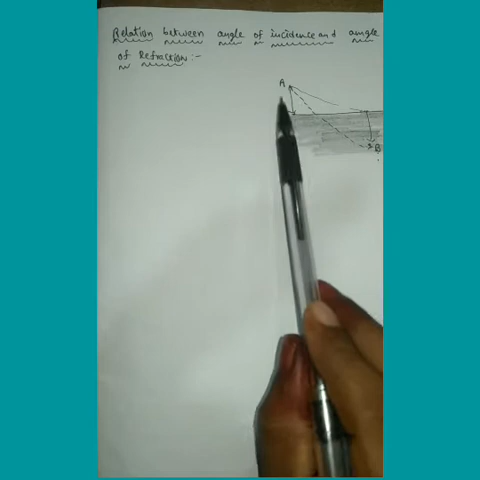 Relation between angle of incidence and angle
of Refraction :-
A
B